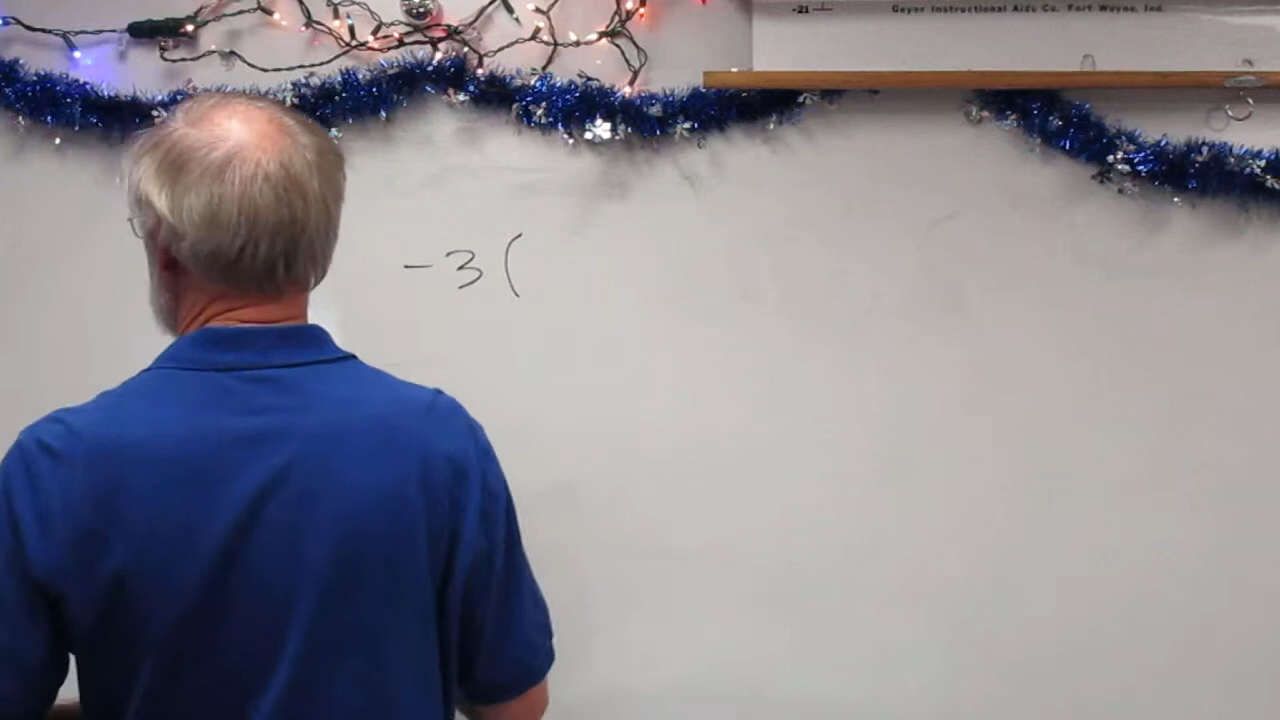 -21 Geyer Instructional Aids Co. Fort Wayne, Ind.
-3(